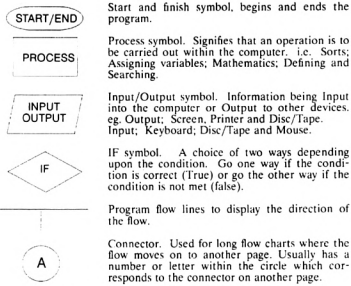 START/END
Start and finish symbol, begins and ends the
program.
PROCESS
Process symbol. Signifies that an operation is to
be carried out within the computer. i.e. Sorts;
Assigning variables; Mathematics; Defining and
Searching.
INPUT
OUTPUT
Input/Output symbol. Information being Input
into the computer or Output to other devices.
eg. Output; Screen, Printer and Disc/Tape.
Input; Keyboard; Disc/Tape and Mouse.
IF
IF symbol. A choice of two ways depending
upon the condition. Go one way if the condi-
tion is correct (True) or go the other way if the
condition is not met (false).
Program flow lines to display the direction of
the flow.
A
Connector. Used for long flow charts where the
flow moves on to another page. Usually has a
number or letter within the circle which cor-
responds to the connector on another page.